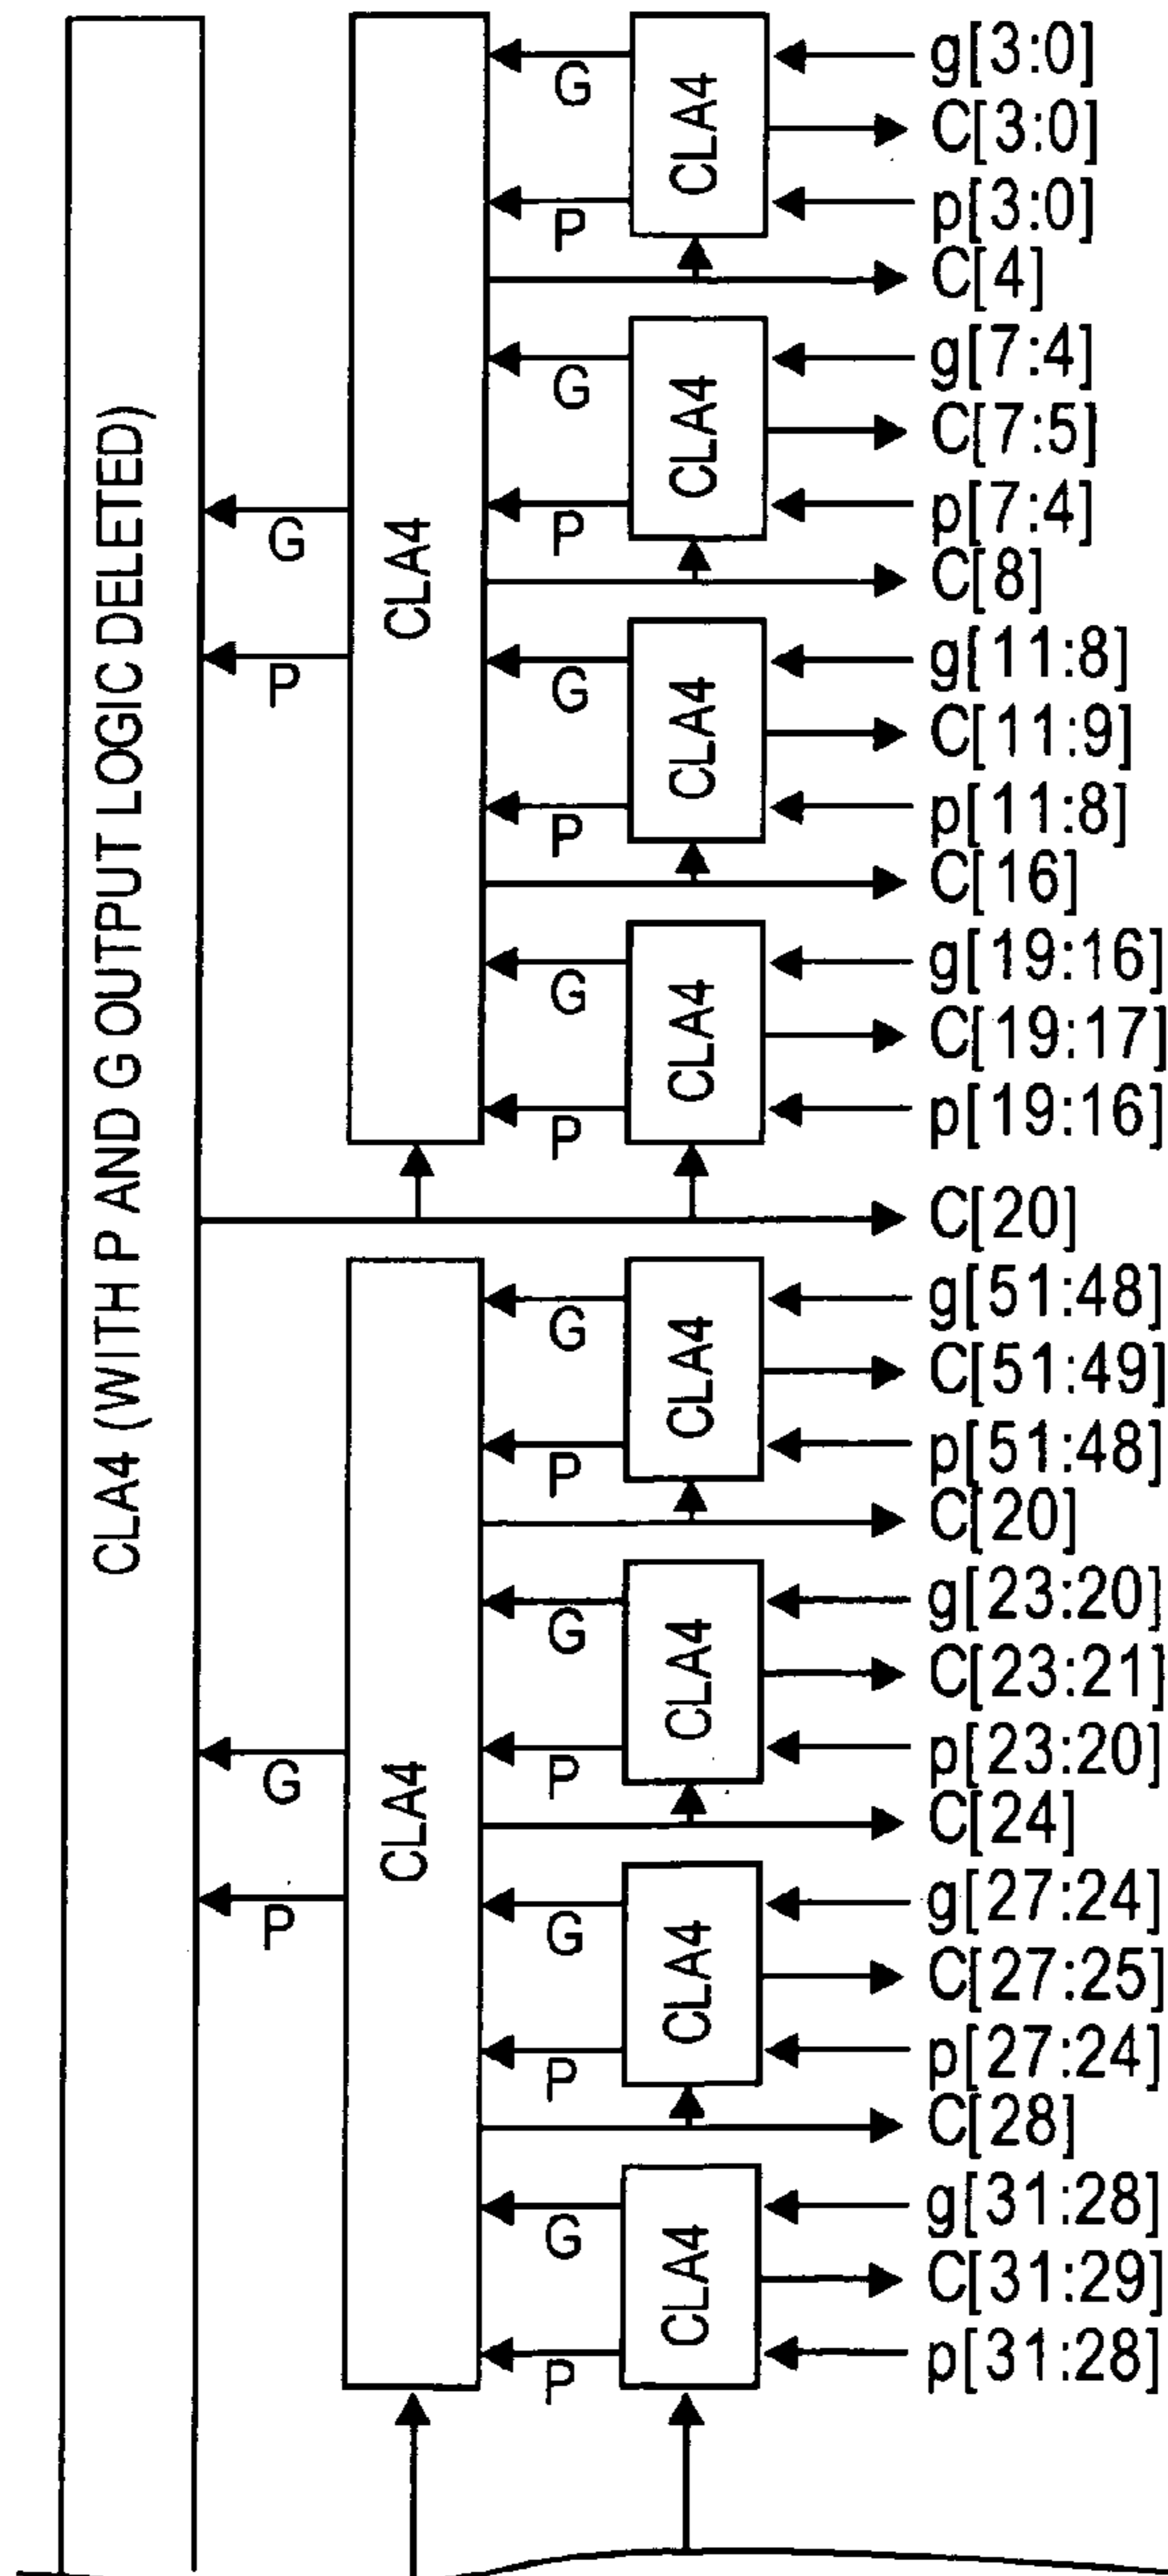 CLA4 (WITH P AND G OUTPUT LOGIC DELETED)
CLA4
G
P
CLA4
G
P
CLA4
G
P
g[3:0]
C[3:0]
p[3:0]
C[4]
CLA4
G
P
g[7:4]
C[7:5]
p[7:4]
C[8]
CLA4
G
P
g[11:8]
C[11:9]
p[11:8]
C[16]
CLA4
G
P
g[19:16]
C[19:17]
p[19:16]
C[20]
CLA4
G
P
g[51:48]
C[51:49]
p[51:48]
C[20]
CLA4
G
P
g[23:20]
C[23:21]
p[23:20]
C[24]
CLA4
G
P
g[27:24]
C[27:25]
p[27:24]
C[28]
CLA4
G
P
g[31:28]
C[31:29]
p[31:28]